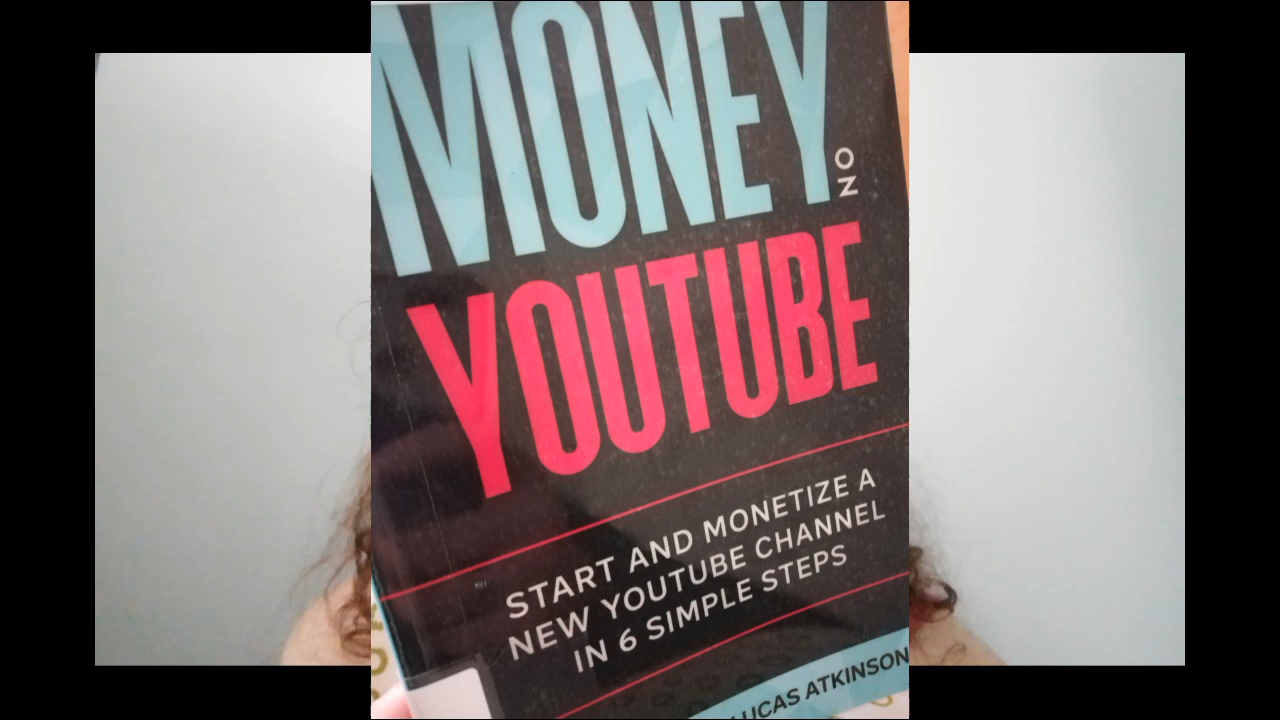 MONEY
ON
YOUTUBE
START AND MONETIZE A
NEW YOUTUBE CHANNEL
IN 6 SIMPLE STEPS
LUCAS ATKINSON